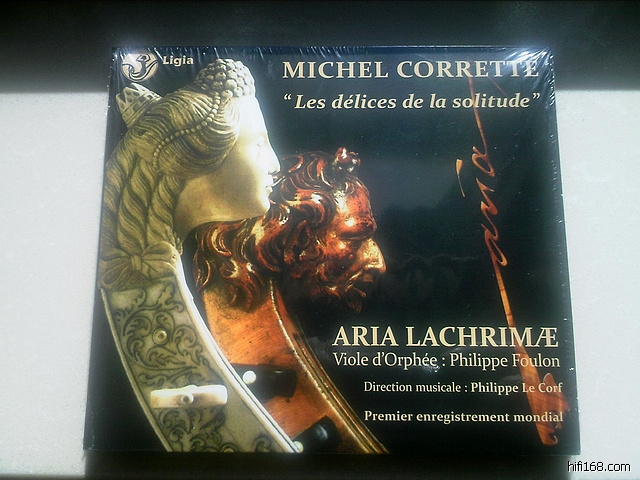 Ligia
MICHEL CORRETTE
“Les délices de la solitude”
aria
ARIA LACHRIMÆ
Viole d'Orphée : Philippe Foulon
Direction musicale : Philippe Le Corf
Premier enregistrement mondial
hifi168.com